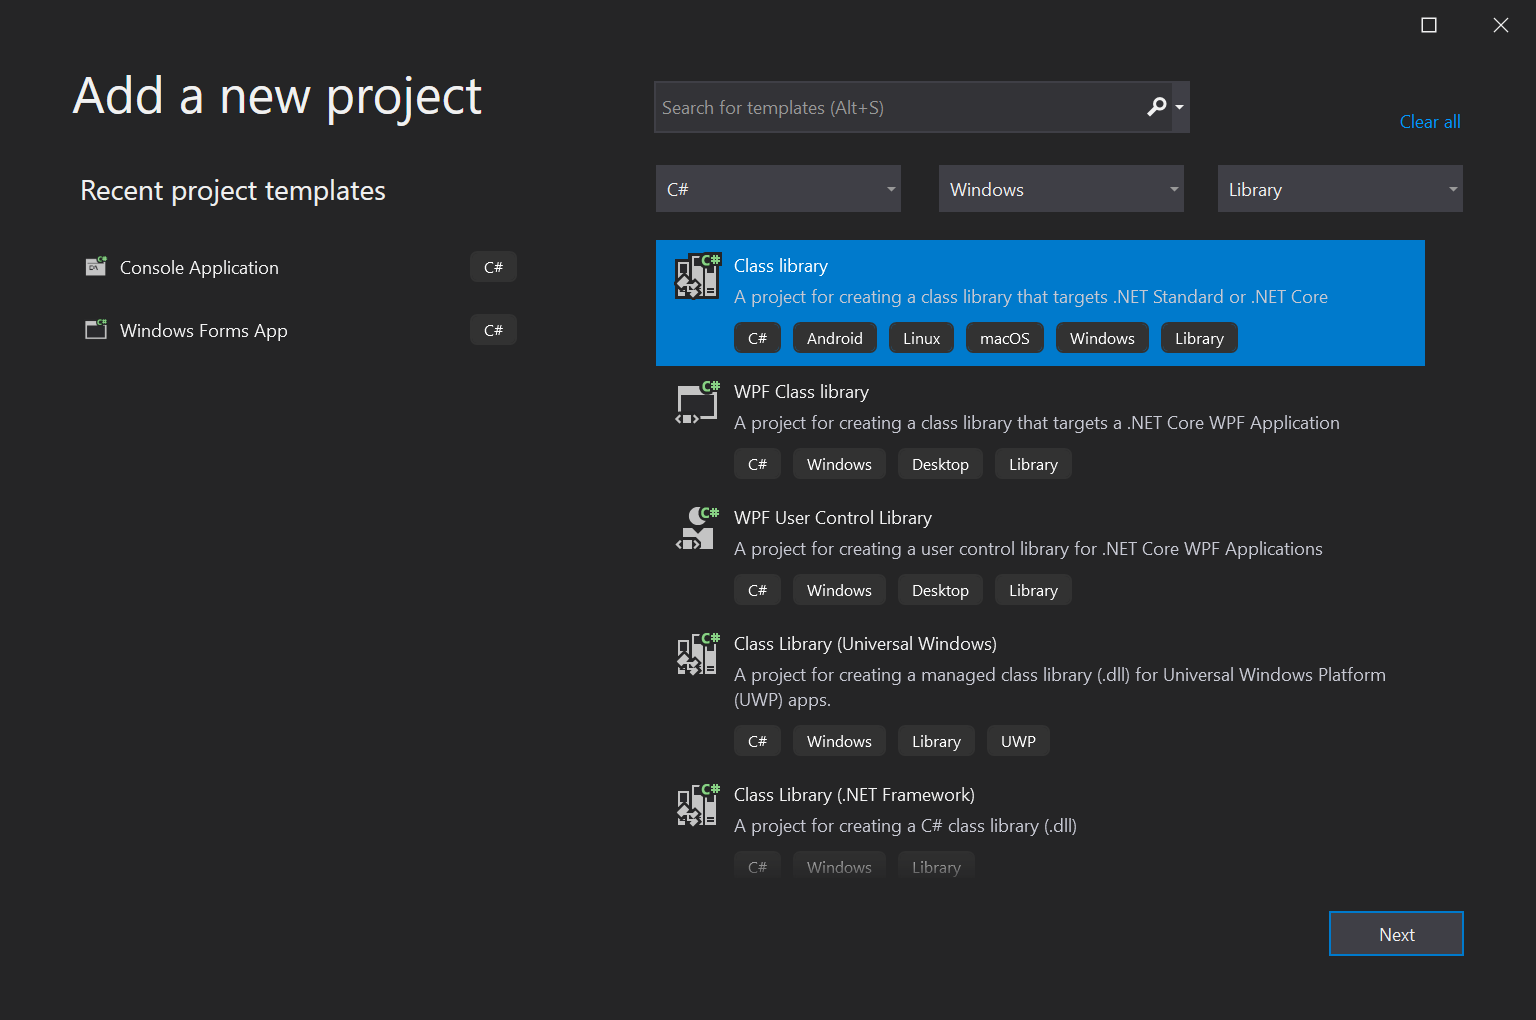 Add a new project
Search for templates (Alt+S)
Clear all
Recent project templates
C#
Windows
Library
Console Application
C#
Windows Forms App
C#
Class library
A project for creating a class library that targets .NET Standard or .NET Core
C# Android Linux macOS Windows Library
WPF Class library
A project for creating a class library that targets a .NET Core WPF Application
C# Windows Desktop Library
WPF User Control Library
A project for creating a user control library for .NET Core WPF Applications
C# Windows Desktop Library
Class Library (Universal Windows)
A project for creating a managed class library (.dll) for Universal Windows Platform
(UWP) apps.
C# Windows Library UWP
Class Library (.NET Framework)
A project for creating a C# class library (.dll)
C# Windows Library
Next